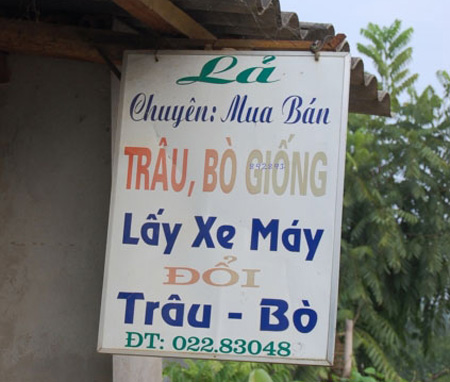 Lả
Chuyên: Mua Bán
TRÂU, BÒ GIỐNG
Lấy Xe Máy
ĐỔI
Trâu - Bò
ĐT: 022.83048